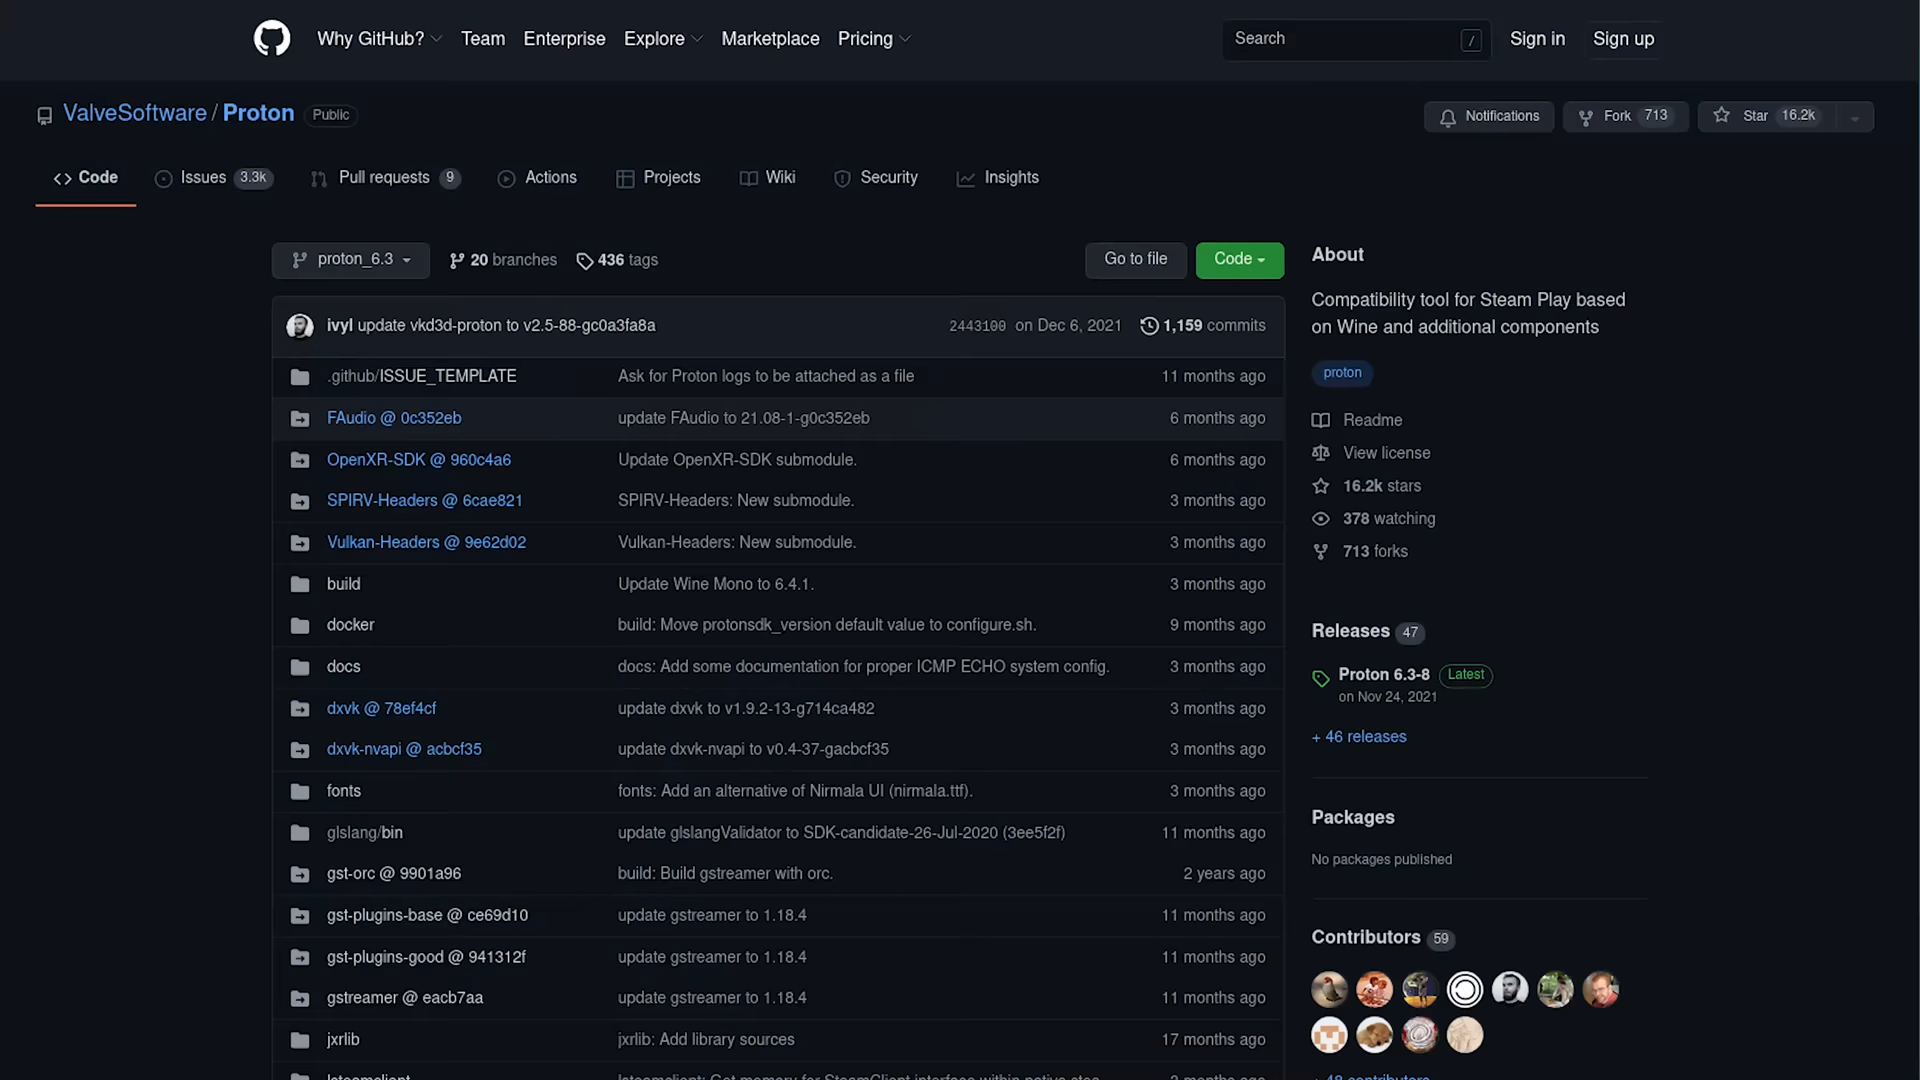 Why GitHub? Team Enterprise Explore Marketplace Pricing Search / Sign in Sign up
ValveSoftware / Proton Public Notifications Fork 713 Star 16.2k
Code Issues 3.3k Pull requests 9 Actions Projects Wiki Security Insights
proton_6.3 20 branches 436 tags Go to file Code
ivyl update vkd3d-proton to v2.5-88-gc0a3fa8a 2443100 on Dec 6, 2021 1,159 commits
.github/ISSUE_TEMPLATE Ask for Proton logs to be attached as a file 11 months ago
FAudio @ 0c352eb update FAudio to 21.08-1-g0c352eb 6 months ago
OpenXR-SDK @ 960c4a6 Update OpenXR-SDK submodule. 6 months ago
SPIRV-Headers @ 6cae821 SPIRV-Headers: New submodule. 3 months ago
Vulkan-Headers @ 9e62d02 Vulkan-Headers: New submodule. 3 months ago
build Update Wine Mono to 6.4.1. 3 months ago
docker build: Move protonsdk_version default value to configure.sh. 9 months ago
docs docs: Add some documentation for proper ICMP ECHO system config. 3 months ago
dxvk @ 78ef4cf update dxvk to v1.9.2-13-g714ca482 3 months ago
dxvk-nvapi @ acbcf35 update dxvk-nvapi to v0.4-37-gacbcf35 3 months ago
fonts fonts: Add an alternative of Nirmala UI (nirmala.ttf). 3 months ago
glslang/bin update glslangValidator to SDK-candidate-26-Jul-2020 (3ee5f2f) 11 months ago
gst-orc @ 9901a96 build: Build gstreamer with orc. 2 years ago
gst-plugins-base @ ce69d10 update gstreamer to 1.18.4 11 months ago
gst-plugins-good @ 941312f update gstreamer to 1.18.4 11 months ago
gstreamer @ eacb7aa update gstreamer to 1.18.4 11 months ago
jxrlib jxrlib: Add library sources 17 months ago
lsteamclient lsteamclient: Get memory for SteamClient interface within native 3 months ago
About
Compatibility tool for Steam Play based
on Wine and additional components
proton
Readme
View license
16.2k stars
378 watching
713 forks
Releases 47
Proton 6.3-8 Latest
on Nov 24, 2021
+ 46 releases
Packages
No packages published
Contributors 59
+ 48 contributors